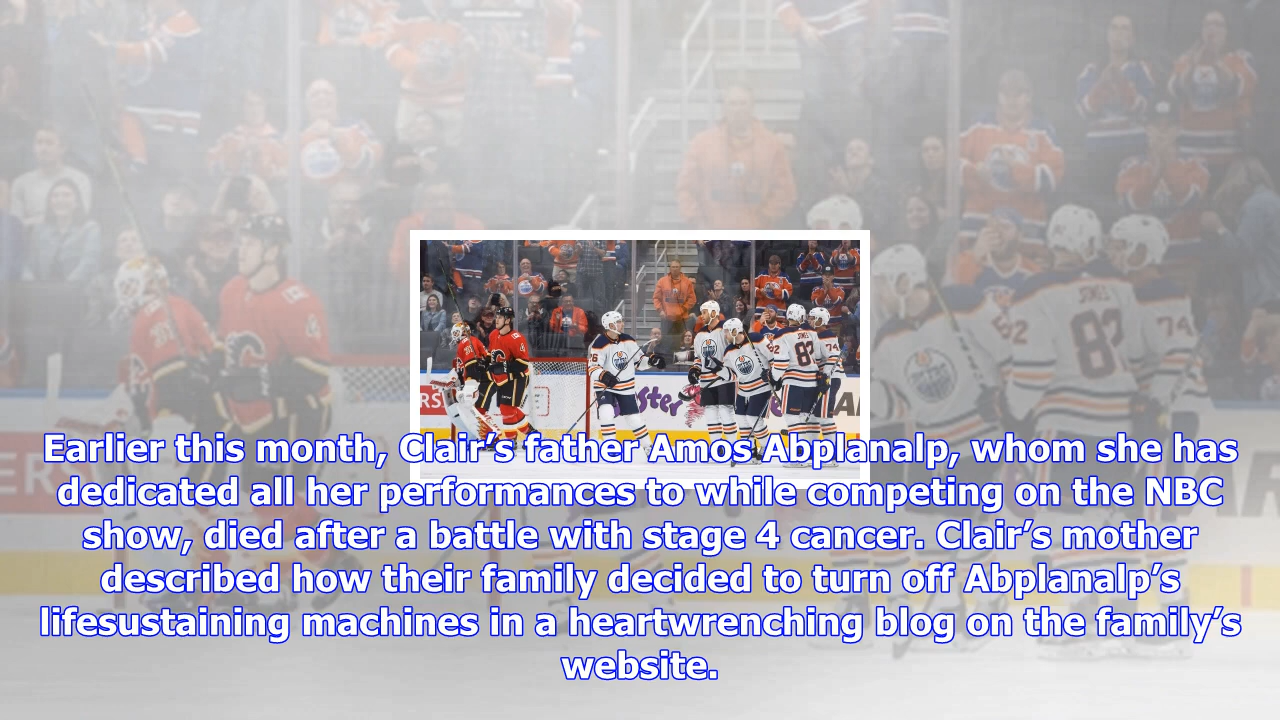 Earlier this month, Clair’s father Amos Abplanalp, whom she has
dedicated all her performances to while competing on the NBC
show, died after a battle with stage 4 cancer. Clair’s mother
described how their family decided to turn off Abplanalp’s
lifesustaining machines in a heartwrenching blog on the family’s
website.